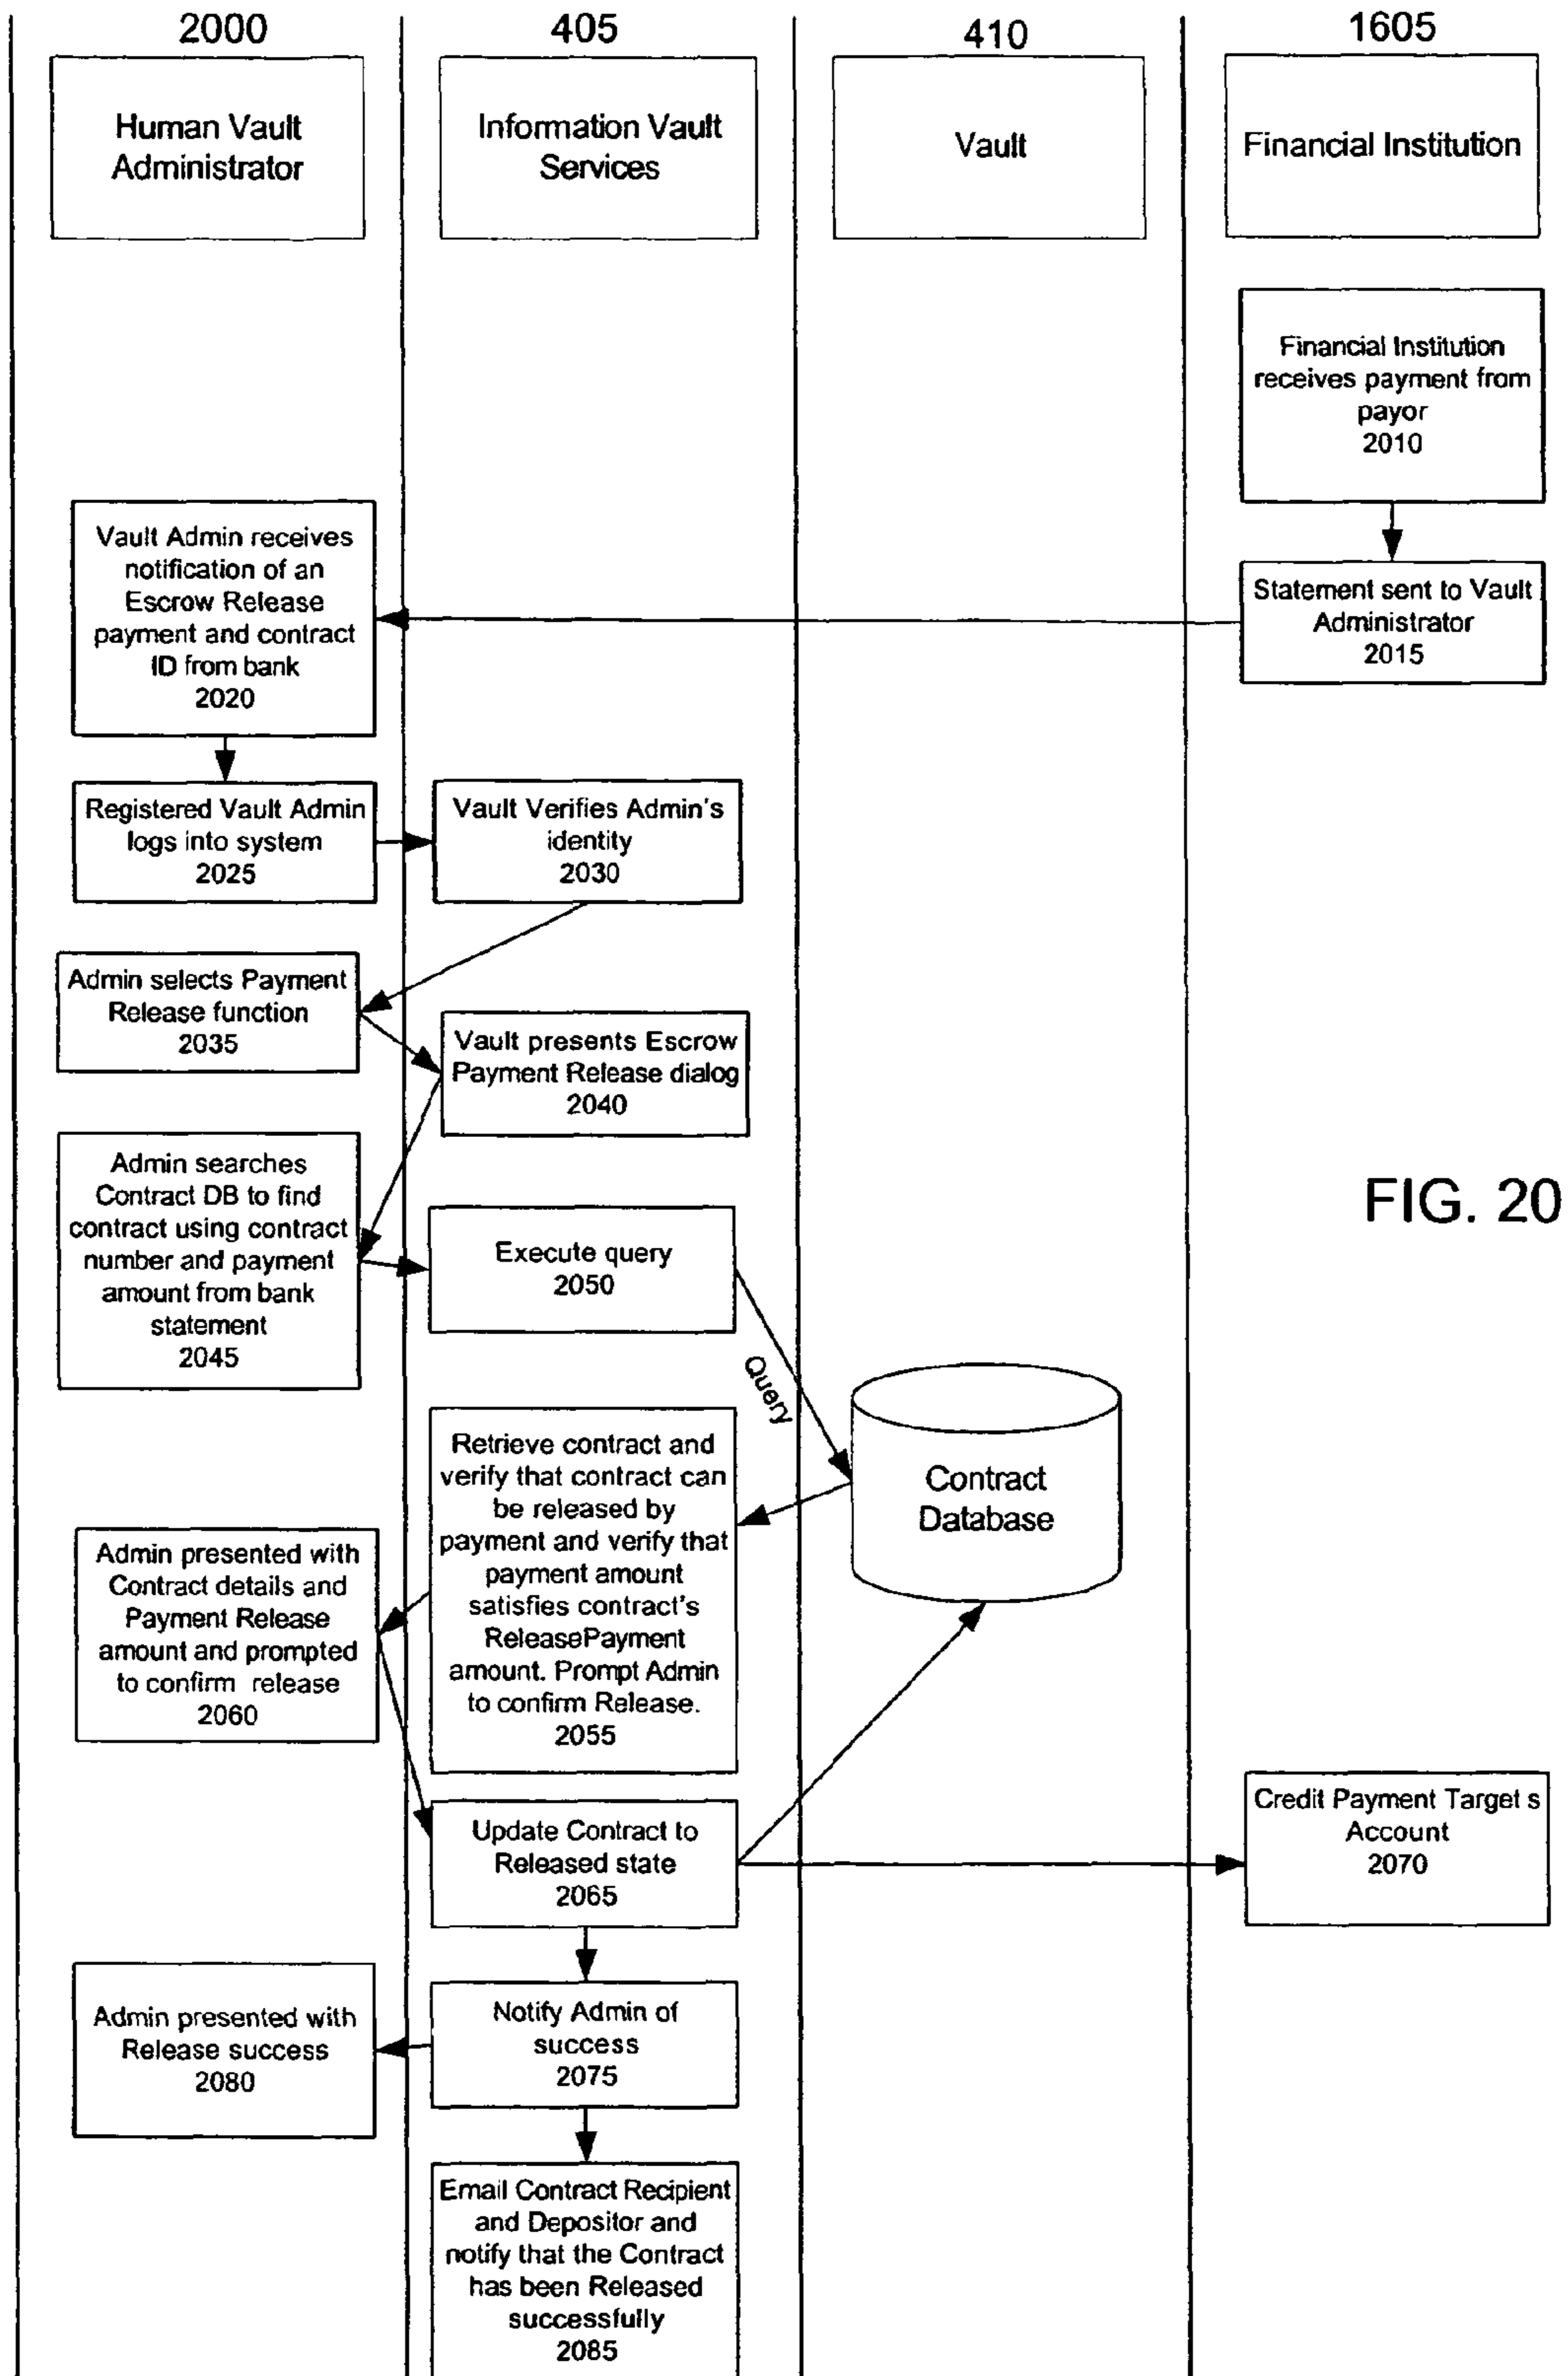 2000
405
410
1605
Human Vault
Administrator
Information Vault
Services
Vault
Financial Institution
Financial Institution
receives payment from
payor
2010
Statement sent to Vault
Administrator
2015
Vault Admin receives
notification of an
Escrow Release
payment and contract
ID from bank
2020
Registered Vault Admin
logs into system
2025
Vault Verifies Admin's
identity
2030
Admin selects Payment
Release function
2035
Vault presents Escrow
Payment Release dialog
2040
Admin searches
Contract DB to find
contract using contract
number and payment
amount from bank
statement
2045
Execute query
2050
Query
Contract
Database
Retrieve contract and
verify that contract can
be released by
payment and verify that
payment amount
satisfies contract's
ReleasePayment
amount. Prompt Admin
to confirm Release.
2055
Admin presented with
Contract details and
Payment Release
amount and prompted
to confirm release
2060
Update Contract to
Released state
2065
Credit Payment Target s
Account
2070
Notify Admin of
success
2075
Admin presented with
Release success
2080
Email Contract Recipient
and Depositor and
notify that the Contract
has been Released
successfully
2085
FIG. 20